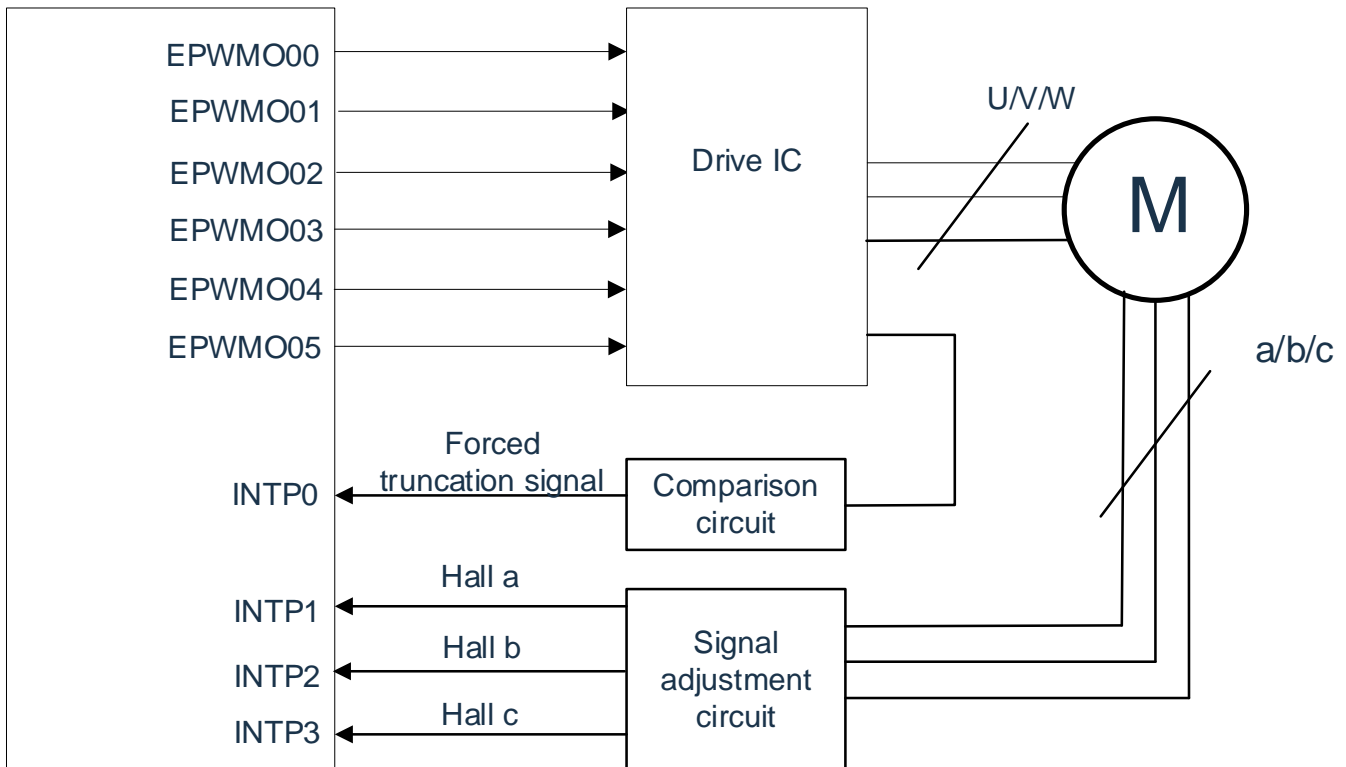 EPWMO00
EPWMO01
EPWMO02
EPWMO03
EPWMO04
EPWMO05
Drive IC
U/V/W
M
a/b/c
INTP0
Forced
truncation signal
Comparison
circuit
INTP1
Hall a
INTP2
Hall b
INTP3
Hall c
Signal
adjustment
circuit